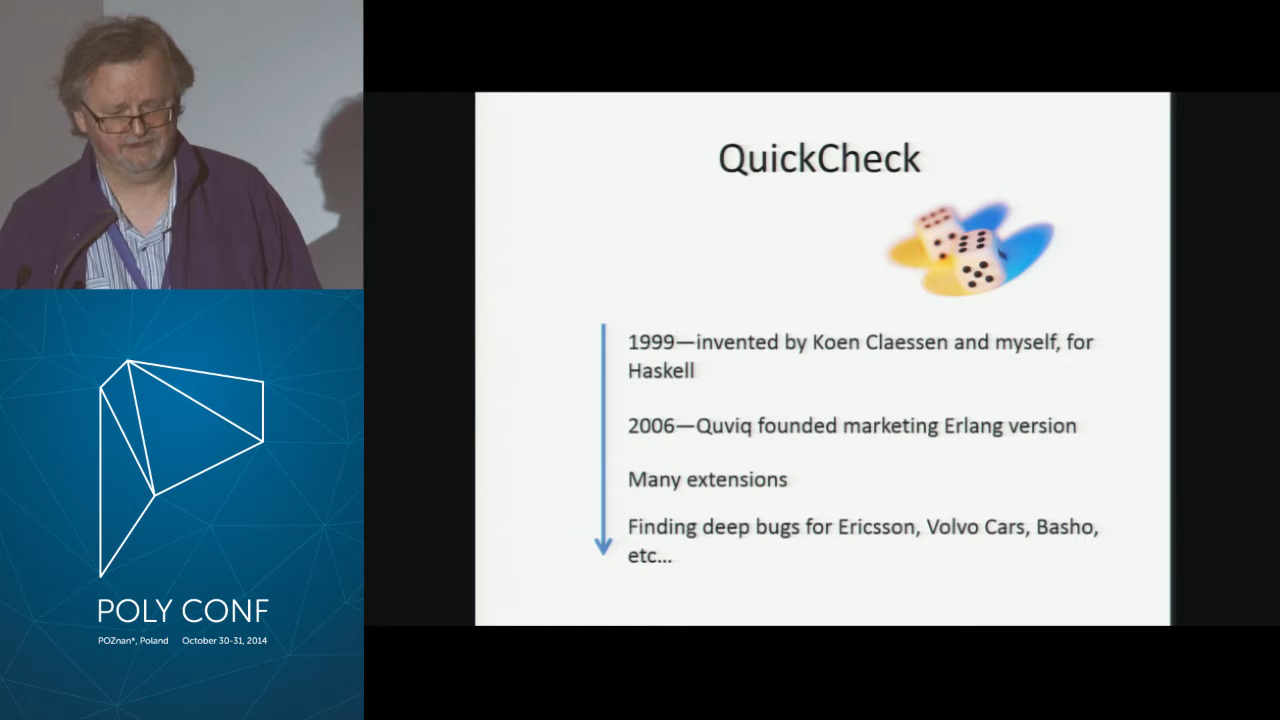 QuickCheck
1999—invented by Koen Claessen and myself, for
Haskell
2006—Quviq founded marketing Erlang version
Many extensions
Finding deep bugs for Ericsson, Volvo Cars, Basho,
etc...
POLY CONF
POZnan*, Poland October 30-31, 2014